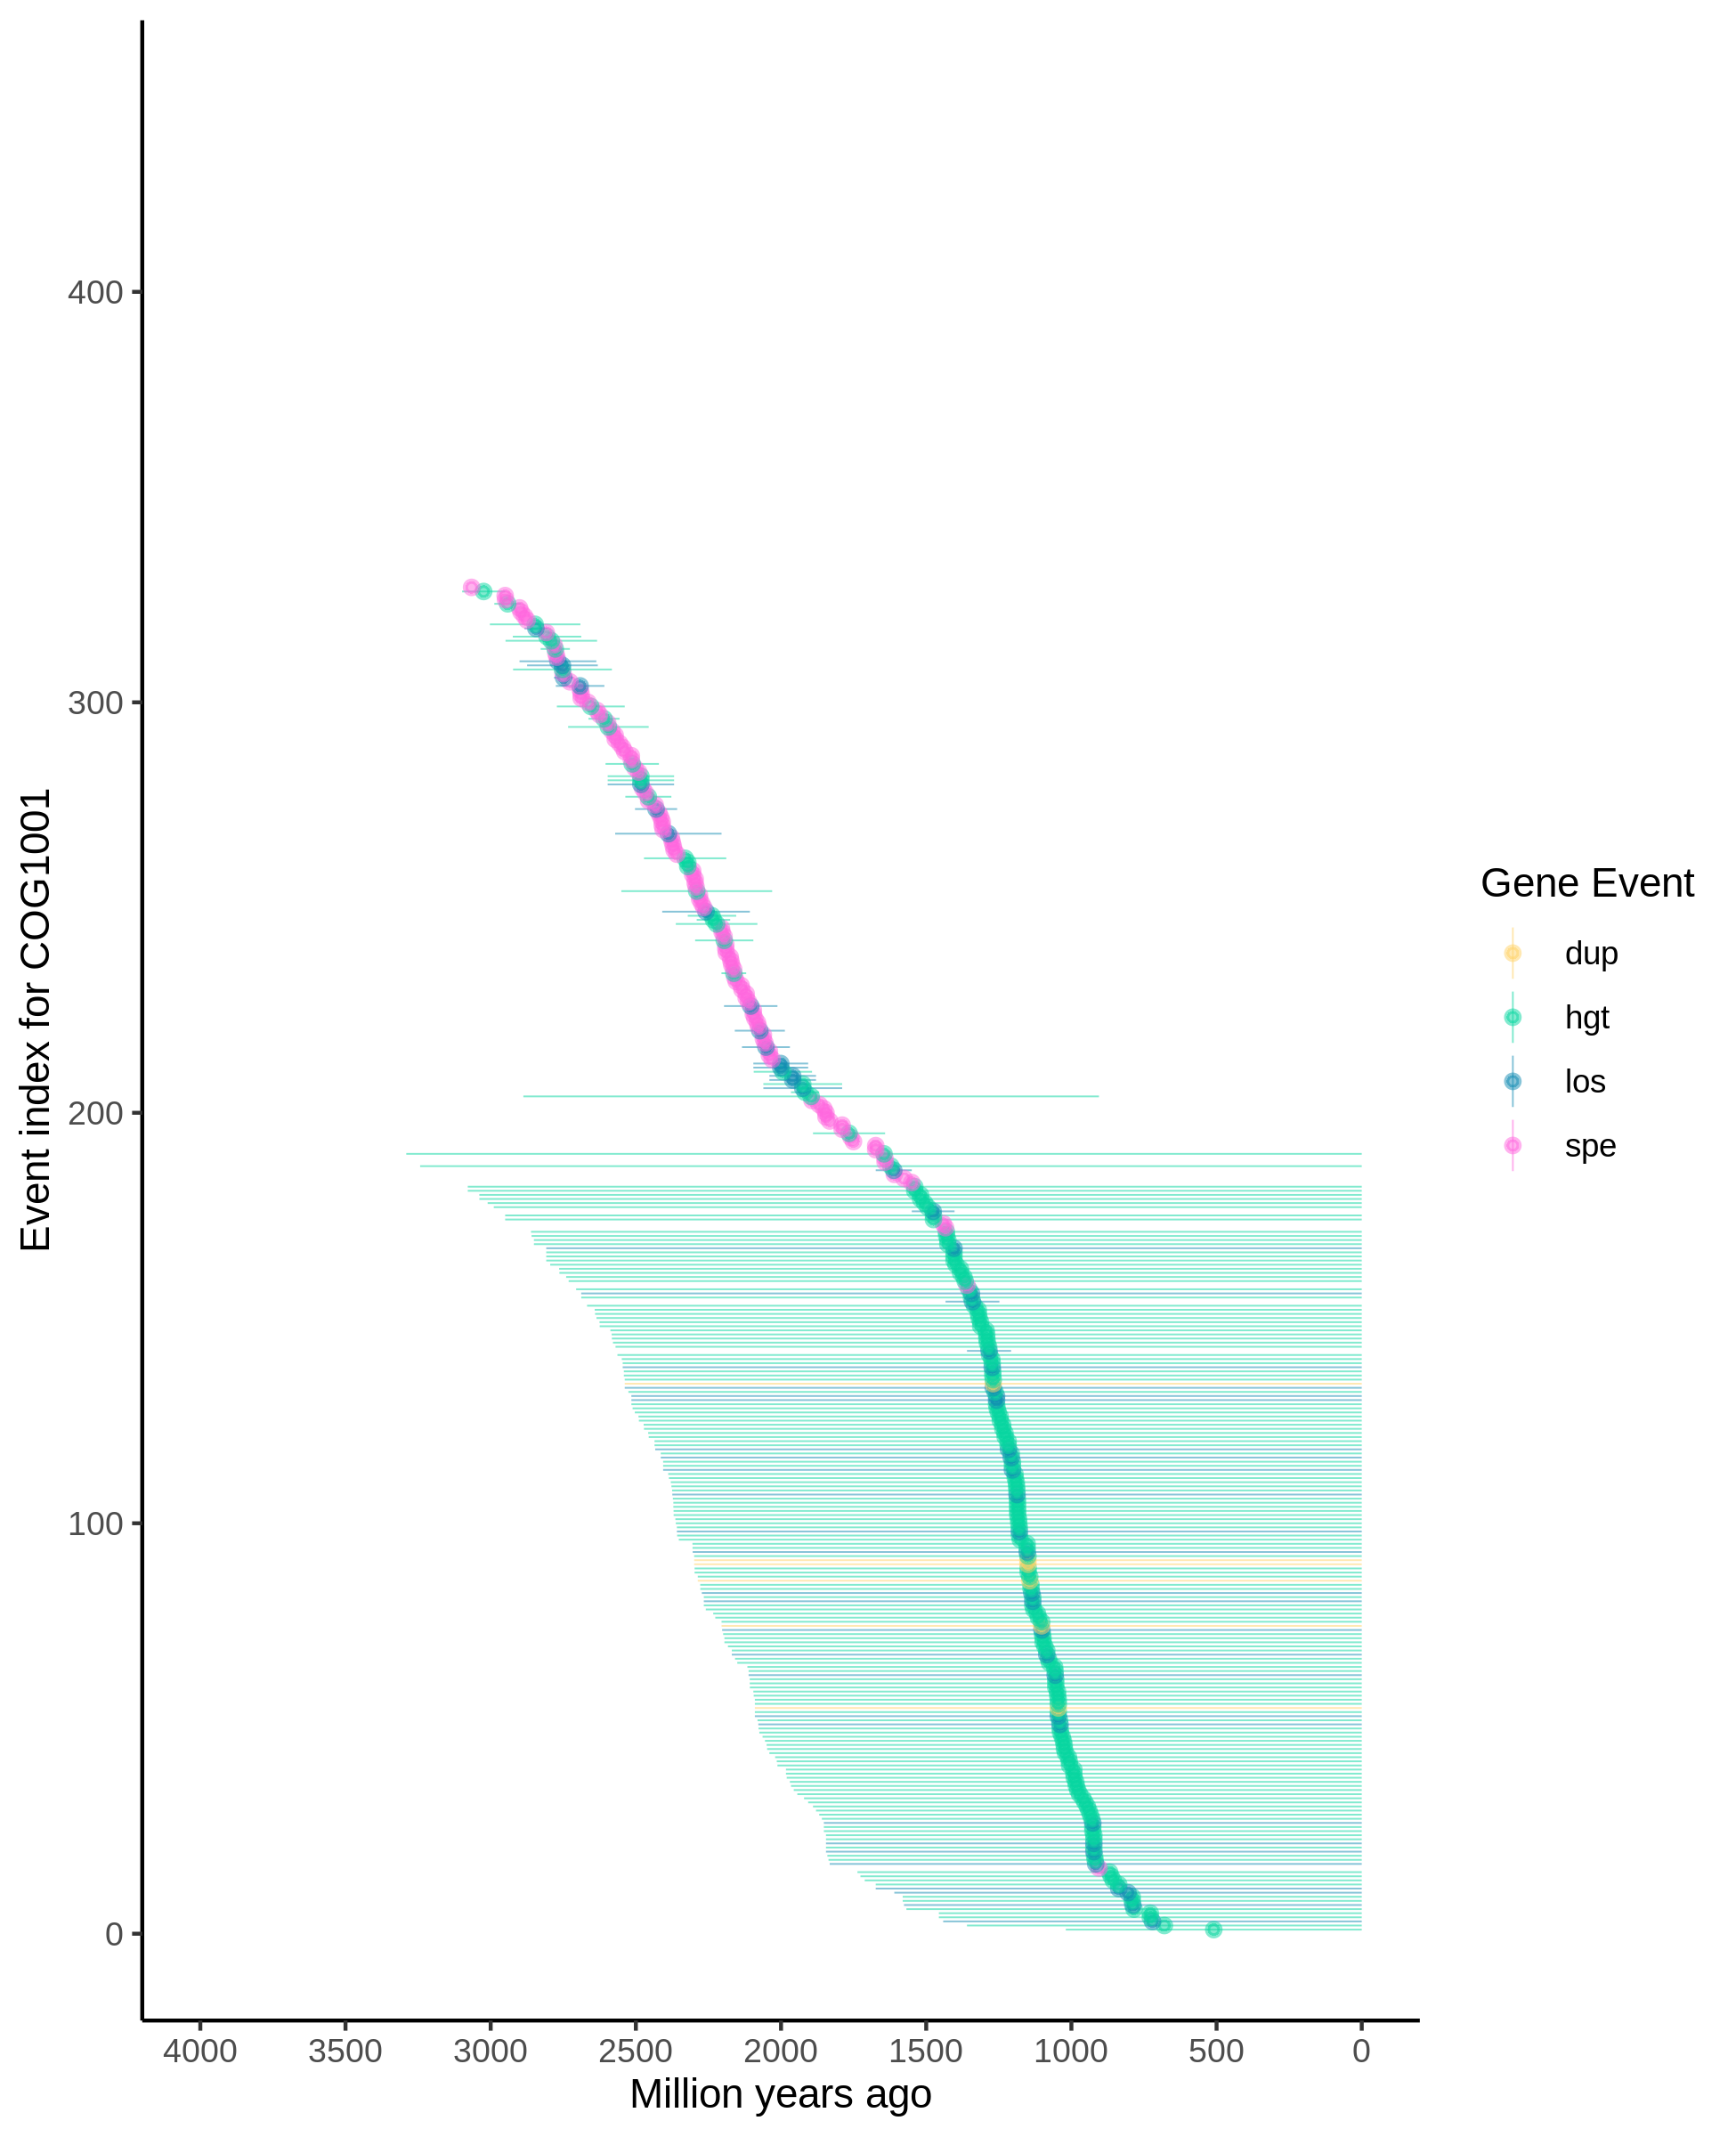 Event index for COG1001
400
300
200
100
0
4000 3500 3000 2500 2000 1500 1000 500 0
Million years ago
Gene Event
dup
hgt
los
spe